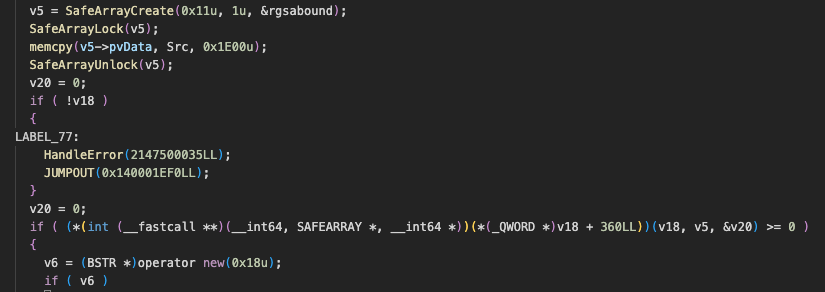 v5 = SafeArrayCreate(0x11u, 1u, &rgsabound);
SafeArrayLock(v5);
memcpy(v5->pvData, Src, 0x1E00u);
SafeArrayUnlock(v5);
v20 = 0;
if ( !v18 )
{
LABEL_77:
HandleError(2147500035LL);
JUMPOUT(0x140001EF0LL);
}
v20 = 0;
if ( (*(int (__fastcall **)(__int64, SAFEARRAY *, __int64 *))(*(_QWORD *)v18 + 360LL))(v18, v5, &v20) >= 0 )
{
v6 = (BSTR *)operator new(0x18u);
if ( v6 )